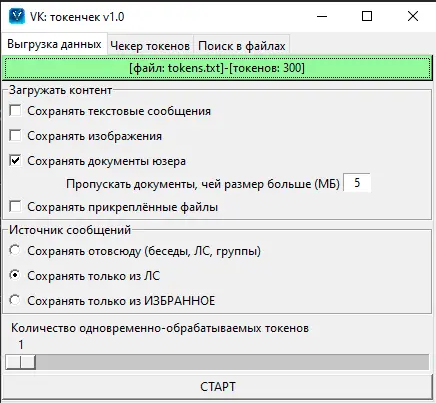 VK: токенчек v1.0
Выгрузка данных Чекер токенов Поиск в файлах
[файл: tokens.txt]-[токенов: 300]
Загружать контент
Сохранять текстовые сообщения
Сохранять изображения
Сохранять документы юзера
Пропускать документы, чей размер больше (МБ) 5
Сохранять прикреплённые файлы
Источник сообщений
Сохранять отовсюду (беседы, ЛС, группы)
Сохранять только из ЛС
Сохранять только из ИЗБРАННОЕ
Количество одновременно-обрабатываемых токенов
1
СТАРТ